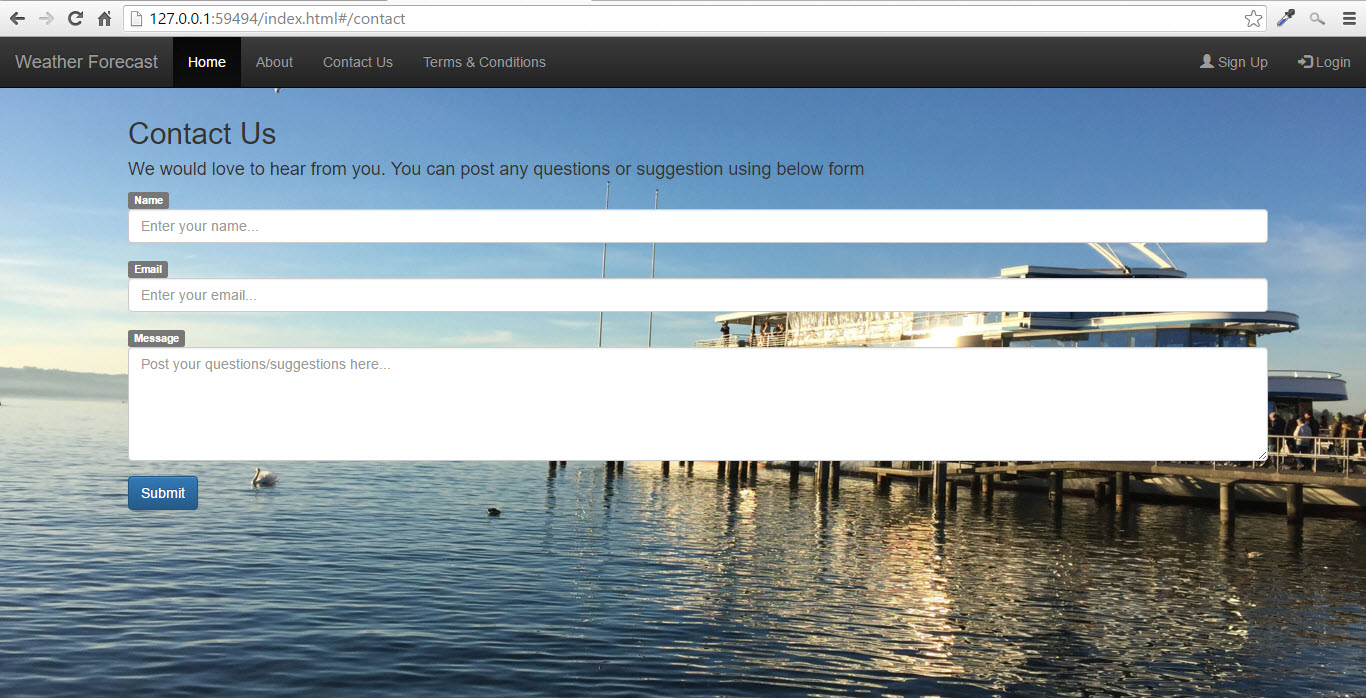 127.0.0.1:59494/index.html#/contact
Weather Forecast Home About Contact Us Terms & Conditions Sign Up Login
Contact Us
We would love to hear from you. You can post any questions or suggestion using below form
Name
Enter your name...
Email
Enter your email...
Message
Post your questions/suggestions here...
Submit